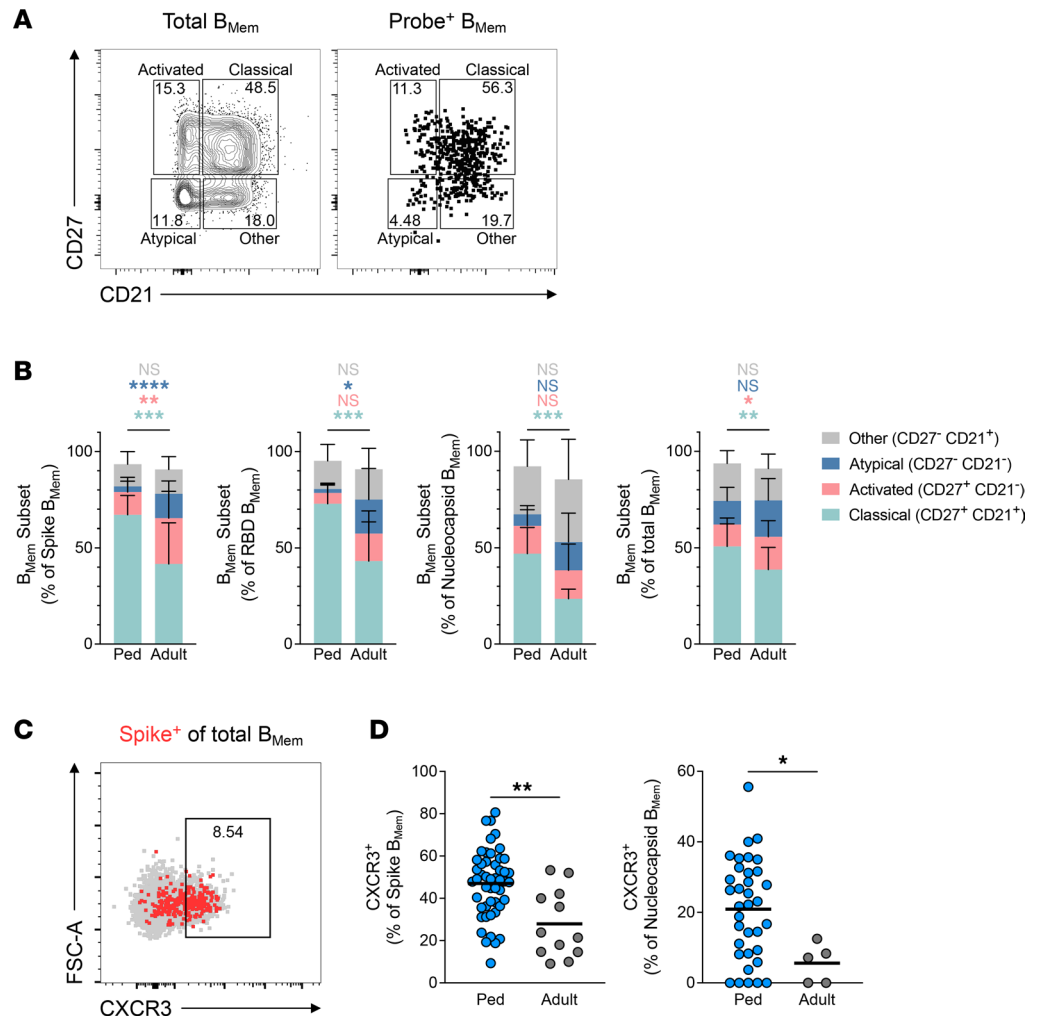 A
Total BMem
Probe+ BMem
Activated
Classical
15.3
48.5
11.8
18.0
Atypical
Other
Activated
Classical
11.3
56.3
4.48
19.7
Atypical
Other
CD27
CD21
B
NS
****
**
***
BMem Subset
(% of Spike BMem)
100
50
0
Ped
Adult
NS
*
NS
***
BMem Subset
(% of RBD BMem)
100
50
0
Ped
Adult
NS
NS
NS
***
BMem Subset
(% of Nucleocapsid BMem)
100
50
0
Ped
Adult
NS
NS
*
**
BMem Subset
(% of total BMem)
100
50
0
Ped
Adult
Other (CD27- CD21+)
Atypical (CD27- CD21-)
Activated (CD27+ CD21-)
Classical (CD27+ CD21+)
C
Spike+ of total BMem
8.54
FSC-A
CXCR3
D
**
CXCR3+
(% of Spike BMem)
100
80
60
40
20
0
Ped
Adult
*
CXCR3+
(% of Nucleocapsid BMem)
60
40
20
0
Ped
Adult